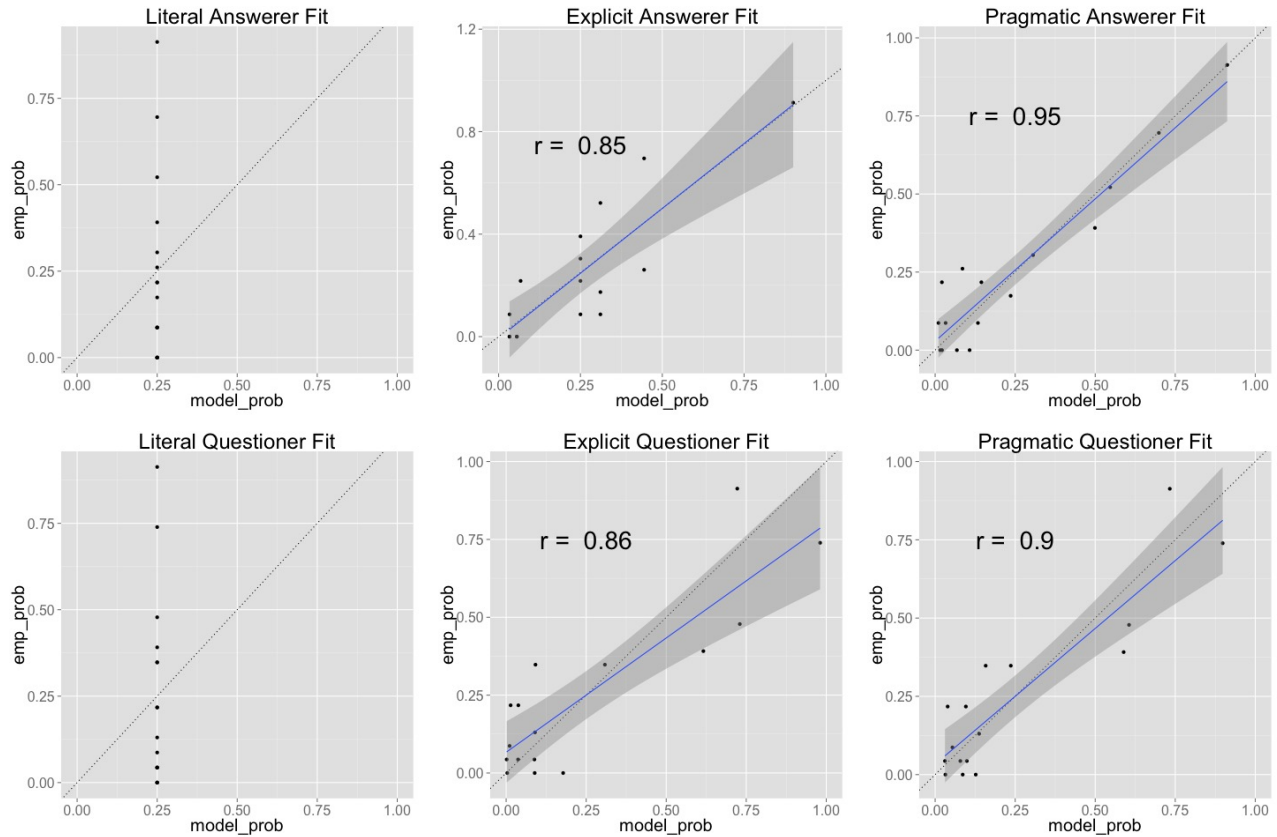 Literal Answerer Fit
emp_prob
0.75
0.50
0.25
0.00
0.00 0.25 0.50 0.75 1.00
model_prob
Explicit Answerer Fit
emp_prob
1.2
0.8
0.4
0.0
r = 0.85
0.00 0.25 0.50 0.75 1.00
model_prob
Pragmatic Answerer Fit
emp_prob
1.00
0.75
0.50
0.25
0.00
r = 0.95
0.00 0.25 0.50 0.75 1.00
model_prob
Literal Questioner Fit
emp_prob
0.75
0.50
0.25
0.00
0.00 0.25 0.50 0.75 1.00
model_prob
Explicit Questioner Fit
emp_prob
1.00
0.75
0.50
0.25
0.00
r = 0.86
0.00 0.25 0.50 0.75 1.00
model_prob
Pragmatic Questioner Fit
emp_prob
1.00
0.75
0.50
0.25
0.00
r = 0.9
0.00 0.25 0.50 0.75 1.00
model_prob